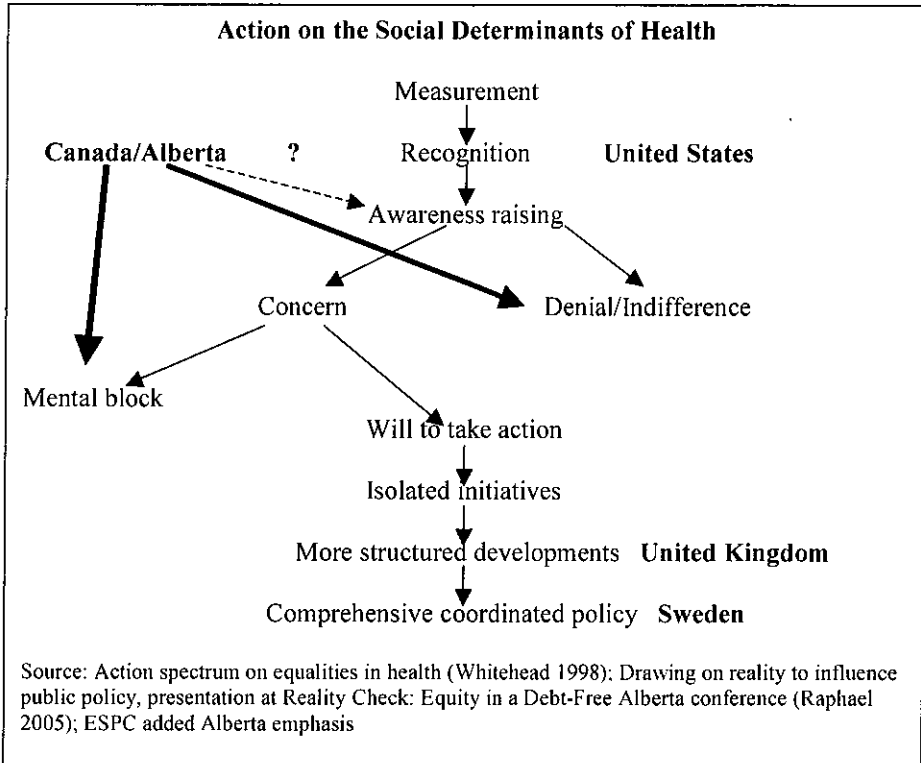 Action on the Social Determinants of Health
Measurement
Canada/Alberta ? Recognition United States
Awareness raising
Concern Denial/Indifference
Mental block
Will to take action
Isolated initiatives
More structured developments United Kingdom
Comprehensive coordinated policy Sweden
Source: Action spectrum on equalities in health (Whitehead 1998); Drawing on reality to influence
public policy, presentation at Reality Check: Equity in a Debt-Free Alberta conference (Raphael
2005); ESPC added Alberta emphasis